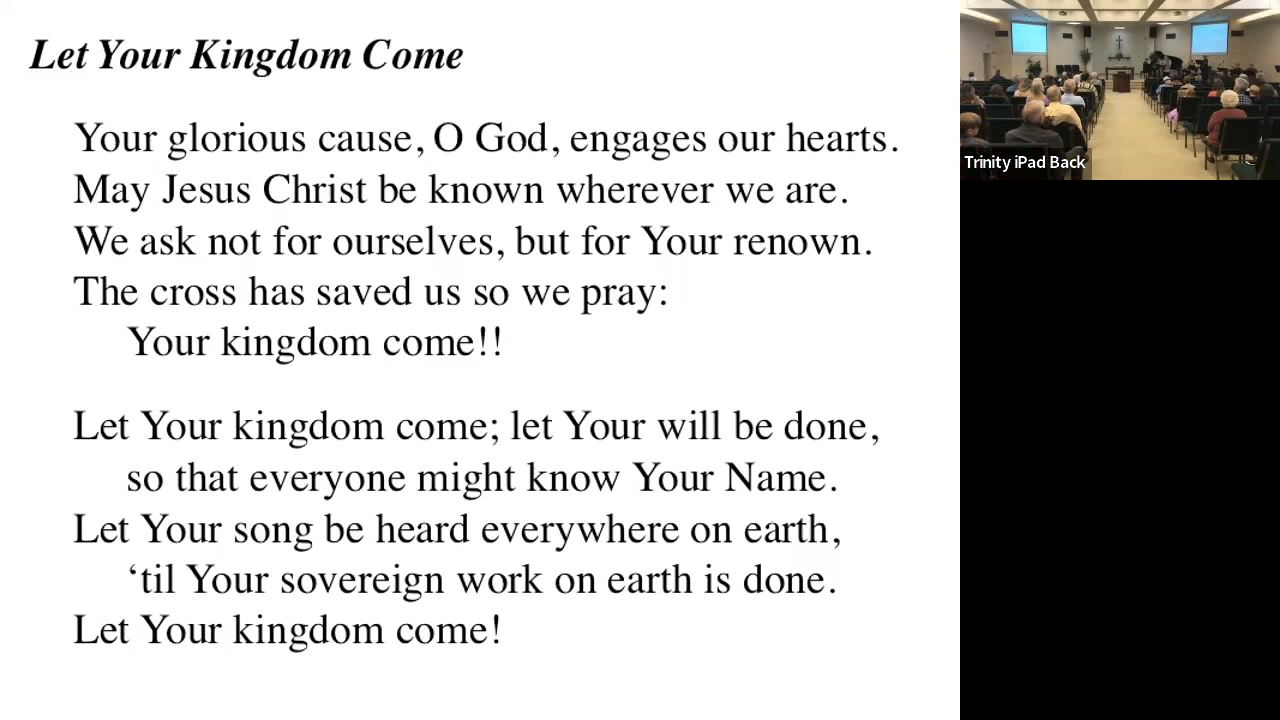 Let Your Kingdom Come
Your glorious cause, O God, engages our hearts.
May Jesus Christ be known wherever we are.
We ask not for ourselves, but for Your renown.
The cross has saved us so we pray:
Your kingdom come!!
Let Your kingdom come; let Your will be done,
so that everyone might know Your Name.
Let Your song be heard everywhere on earth,
‘til Your sovereign work on earth is done.
Let Your kingdom come!
Trinity iPad Back